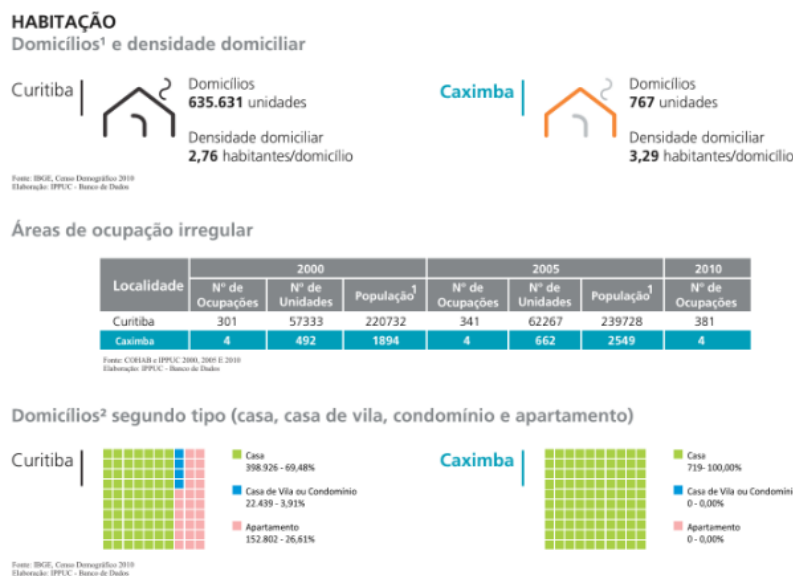 HABITAÇÃO
Domicílios¹ e densidade domiciliar
Curitiba
Domicílios
635.631 unidades
Densidade domiciliar
2,76 habitantes/domicílio
Caximba
Domicílios
767 unidades
Densidade domiciliar
3,29 habitantes/domicílio
Fonte: IBGE, Censo Demográfico 2010
Elaboração: IPPUC - Banco de Dados
Áreas de ocupação irregular
Localidade 2000 2005 2010
Nº de Ocupações Nº de Unidades População¹ Nº de Ocupações Nº de Unidades População¹ Nº de Ocupações
Curitiba 301 57333 220732 341 62267 239728 381
Caximba 4 492 1894 4 662 2549 4
Fonte: COHAB e IPPUC 2000, 2005 E 2010
Elaboração: IPPUC - Banco de Dados
Domicílios² segundo tipo (casa, casa de vila, condomínio e apartamento)
Curitiba
Casa
398.926 - 69,48%
Casa de Vila ou Condomínio
22.439 - 3,91%
Apartamento
152.802 - 26,61%
Caximba
Casa
719- 100,00%
Casa de Vila ou Condomíni
0 - 0,00%
Apartamento
0 - 0,00%
Fonte: IBGE, Censo Demográfico 2010
Elaboração: IPPUC - Banco de Dados